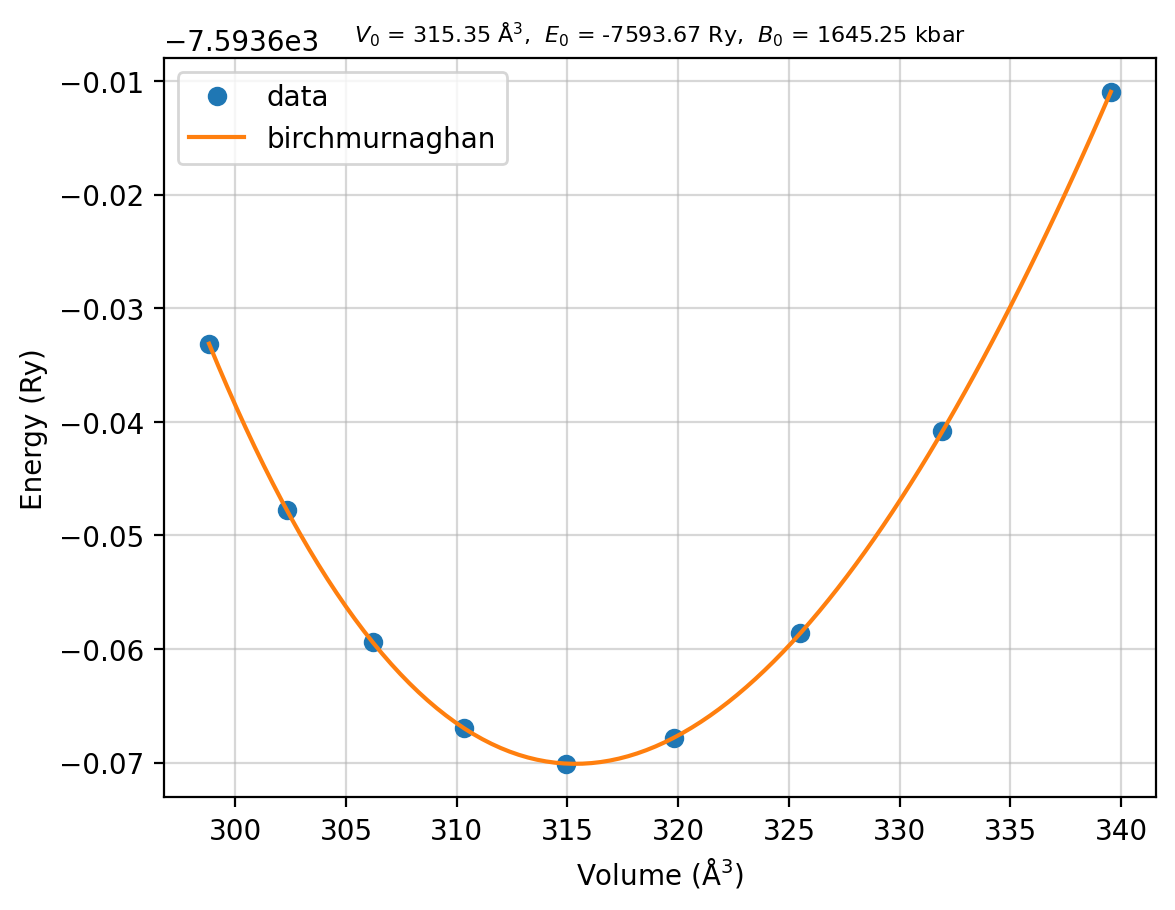 −7.5936e3
V₀ = 315.35 Å³, E₀ = -7593.67 Ry, B₀ = 1645.25 kbar
data
birchmurnaghan
−0.01
−0.02
−0.03
−0.04
−0.05
−0.06
−0.07
Energy (Ry)
300 305 310 315 320 325 330 335 340
Volume (Å³)